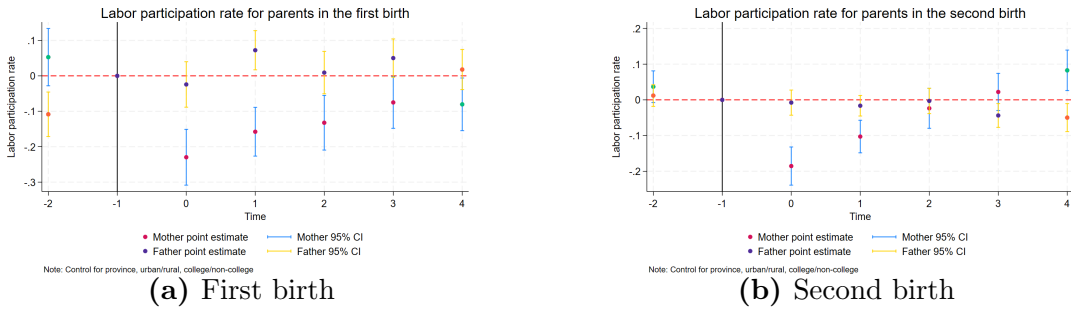 Labor participation rate for parents in the first birth
Labor participation rate
.1
0
-.1
-.2
-.3
-2
-1
0
1
2
3
4
Time
Mother point estimate
Mother 95% CI
Father point estimate
Father 95% CI
Note: Control for province, urban/rural, college/non-college
(a) First birth
Labor participation rate for parents in the second birth
Labor participation rate
.2
.1
0
-.1
-.2
-2
-1
0
1
2
3
4
Time
Mother point estimate
Mother 95% CI
Father point estimate
Father 95% CI
Note: Control for province, urban/rural, college/non-college
(b) Second birth